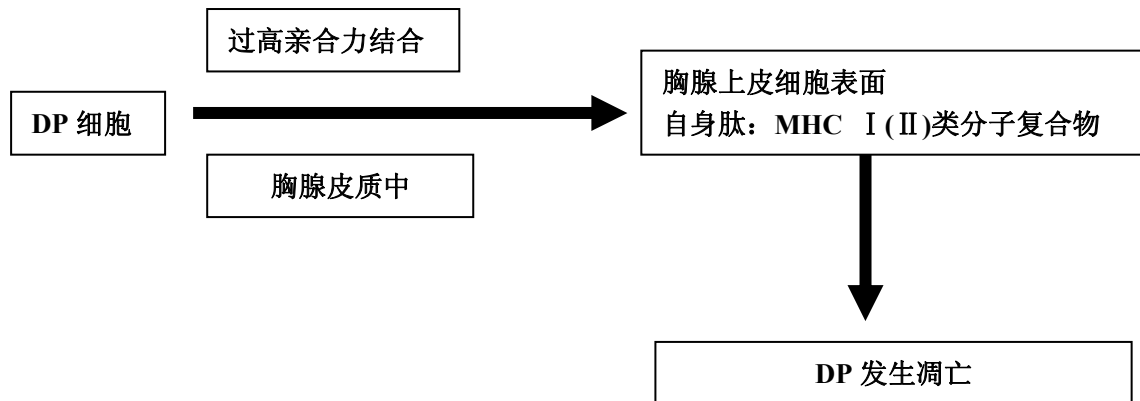 过高亲合力结合
DP 细胞
胸腺皮质中
胸腺上皮细胞表面
自身肽：MHC Ⅰ(Ⅱ)类分子复合物
DP 发生凋亡